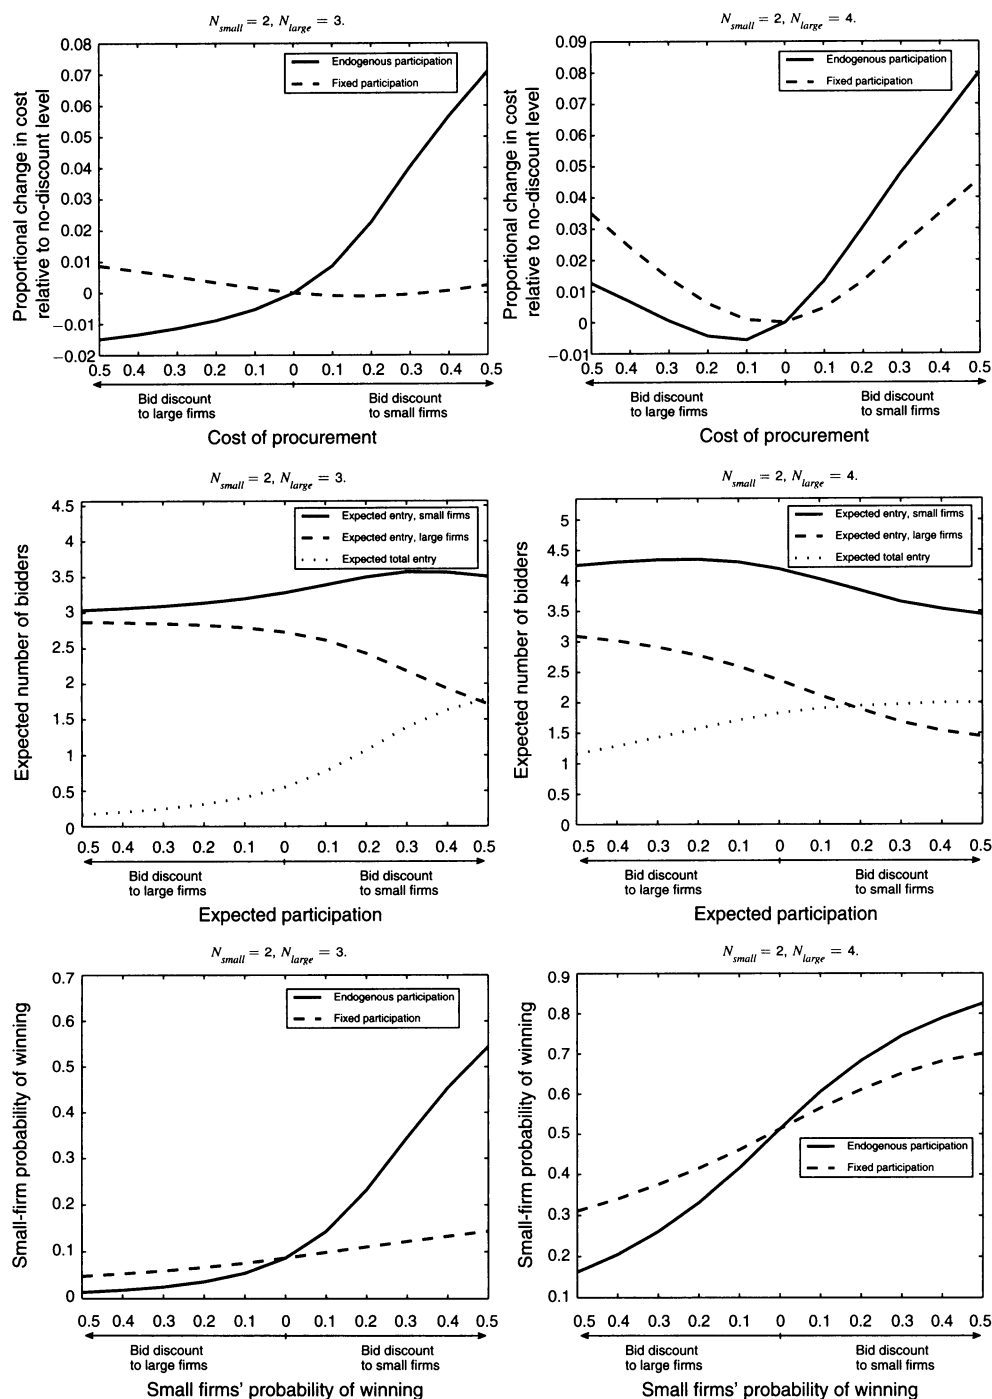 N_small = 2, N_large = 3.
0.08
0.07
0.06
0.05
0.04
0.03
0.02
0.01
0
−0.01
−0.02
Proportional change in cost
relative to no-discount level
Endogenous participation
Fixed participation
0.5 0.4 0.3 0.2 0.1 0 0.1 0.2 0.3 0.4 0.5
Bid discount
to large firms
Bid discount
to small firms
Cost of procurement
N_small = 2, N_large = 4.
0.09
0.08
0.07
0.06
0.05
0.04
0.03
0.02
0.01
0
−0.01
Proportional change in cost
relative to no-discount level
Endogenous participation
Fixed participation
0.5 0.4 0.3 0.2 0.1 0 0.1 0.2 0.3 0.4 0.5
Bid discount
to large firms
Bid discount
to small firms
Cost of procurement
N_small = 2, N_large = 3.
4.5
4
3.5
3
2.5
2
1.5
1
0.5
0
Expected number of bidders
Expected entry, small firms
Expected entry, large firms
Expected total entry
0.5 0.4 0.3 0.2 0.1 0 0.1 0.2 0.3 0.4 0.5
Bid discount
to large firms
Bid discount
to small firms
Expected participation
N_small = 2, N_large = 4.
5
4.5
4
3.5
3
2.5
2
1.5
1
0.5
0
Expected number of bidders
Expected entry, small firms
Expected entry, large firms
Expected total entry
0.5 0.4 0.3 0.2 0.1 0 0.1 0.2 0.3 0.4 0.5
Bid discount
to large firms
Bid discount
to small firms
Expected participation
N_small = 2, N_large = 3.
0.7
0.6
0.5
0.4
0.3
0.2
0.1
0
Small-firm probability of winning
Endogenous participation
Fixed participation
0.5 0.4 0.3 0.2 0.1 0 0.1 0.2 0.3 0.4 0.5
Bid discount
to large firms
Bid discount
to small firms
Small firms' probability of winning
N_small = 2, N_large = 4.
0.9
0.8
0.7
0.6
0.5
0.4
0.3
0.2
0.1
Small-firm probability of winning
Endogenous participation
Fixed participation
0.5 0.4 0.3 0.2 0.1 0 0.1 0.2 0.3 0.4 0.5
Bid discount
to large firms
Bid discount
to small firms
Small firms' probability of winning